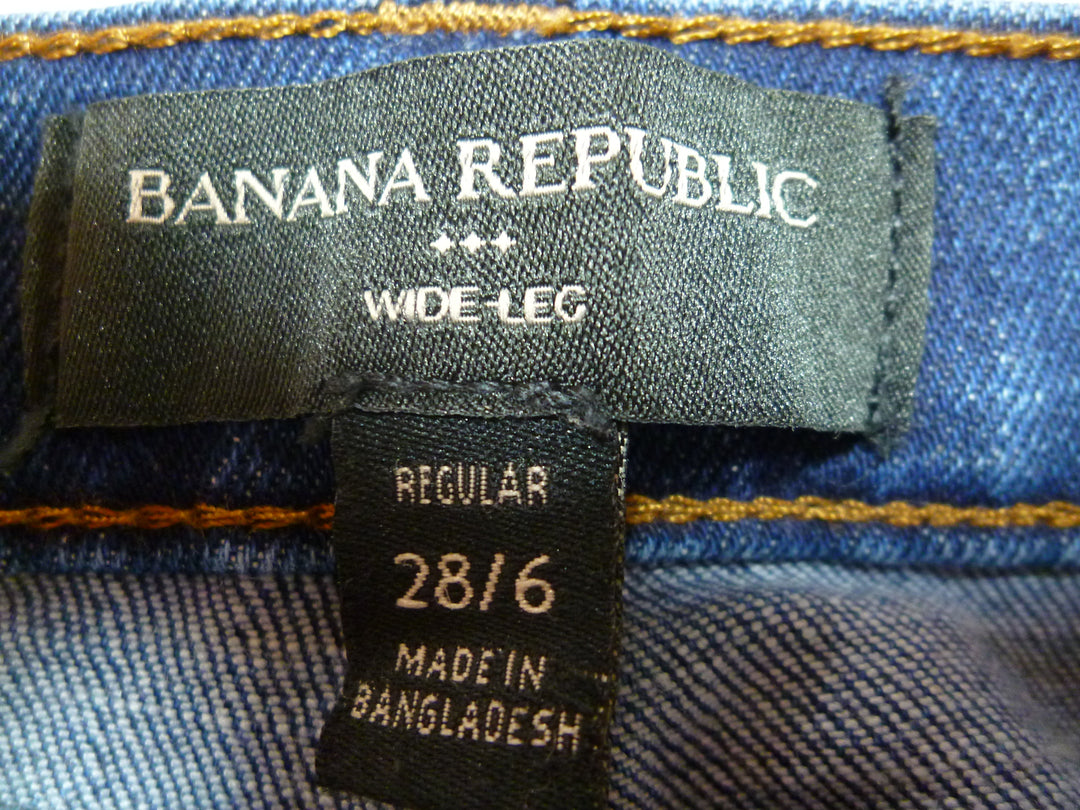 BANANA REPUBLIC
WIDE-LEG
REGULAR
28/6
MADE IN
BANGLADESH